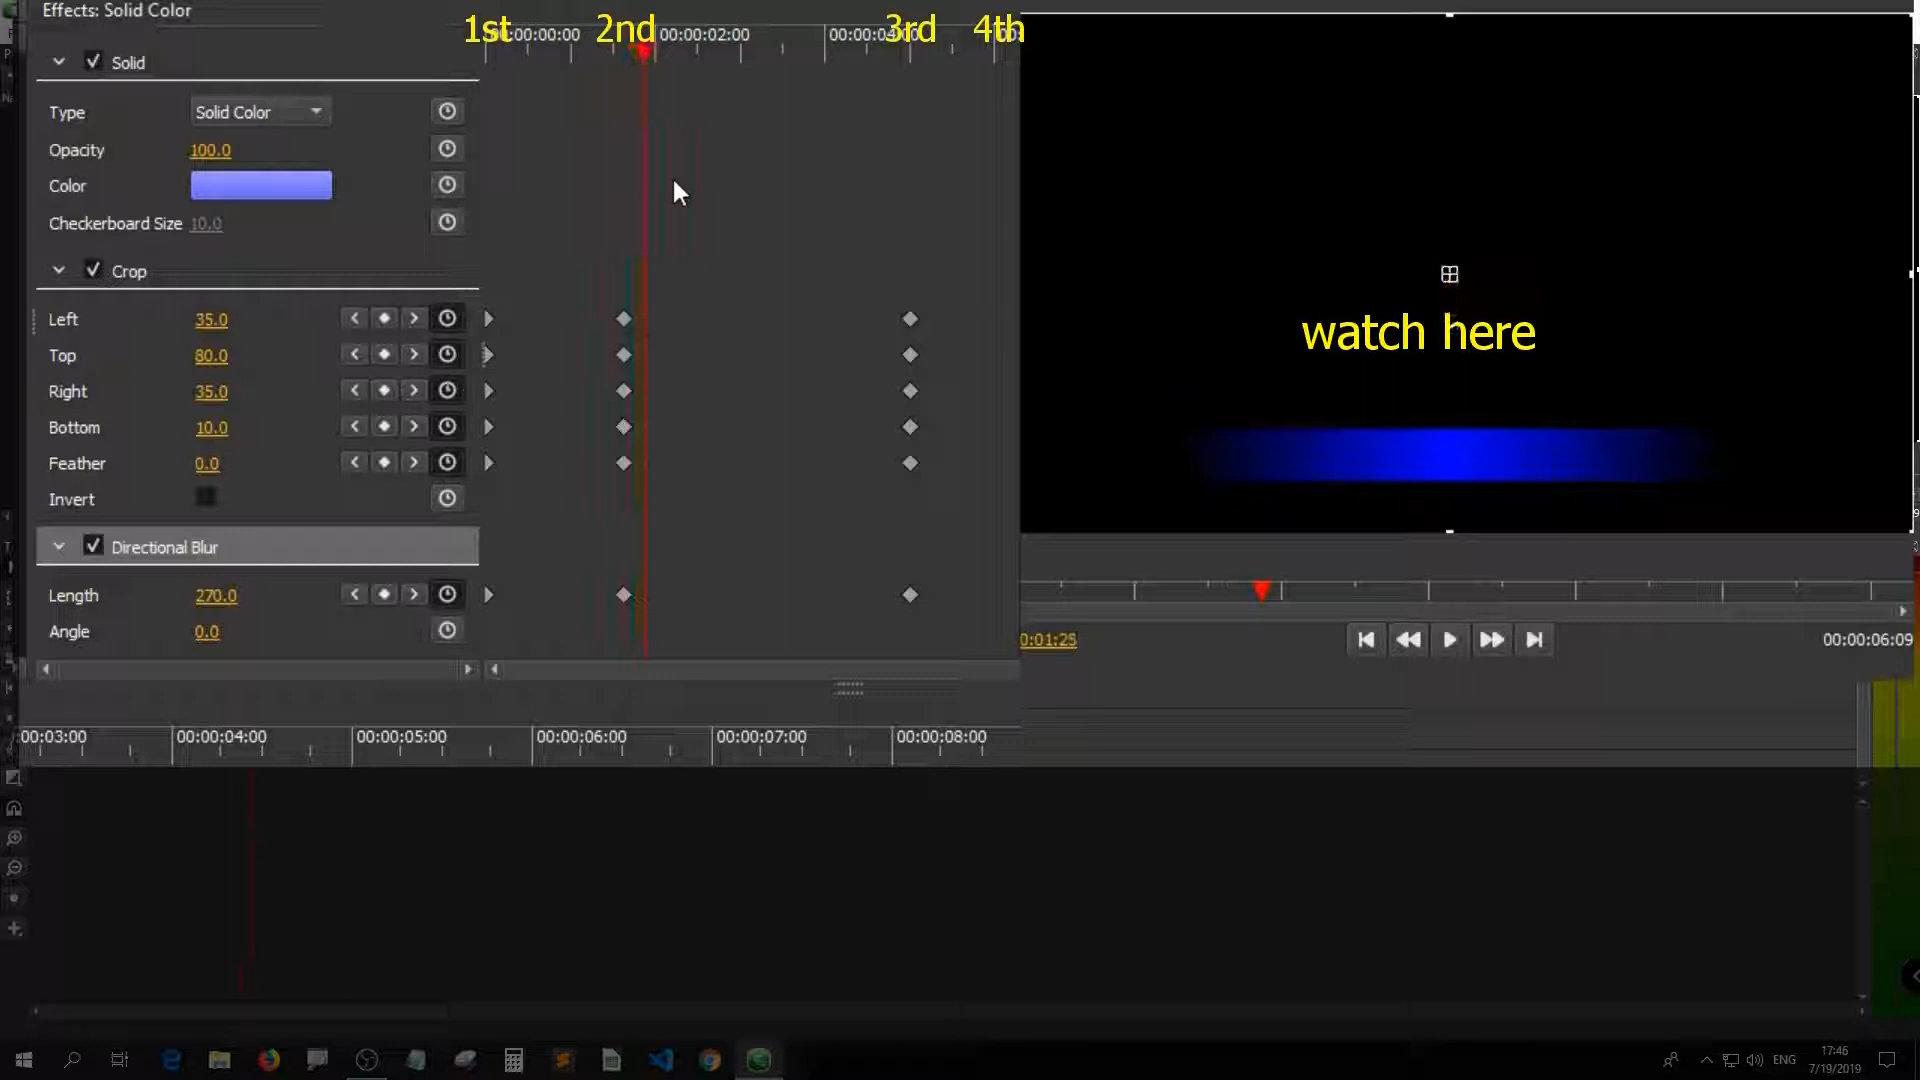 Effects: Solid Color
1st 2nd 3rd 4th
00:00:00:00 00:00:02:00 00:00:04:00
Solid
Type Solid Color
Opacity 100.0
Color
Checkerboard Size 10.0
Crop
Left 35.0
Top 80.0
Right 35.0
Bottom 10.0
Feather 0.0
Invert
Directional Blur
Length 270.0
Angle 0.0
watch here
0:01:25 00:00:06:09
00:03:00 00:00:04:00 00:00:05:00 00:00:06:00 00:00:07:00 00:00:08:00
ENG
17:46
7/19/2019